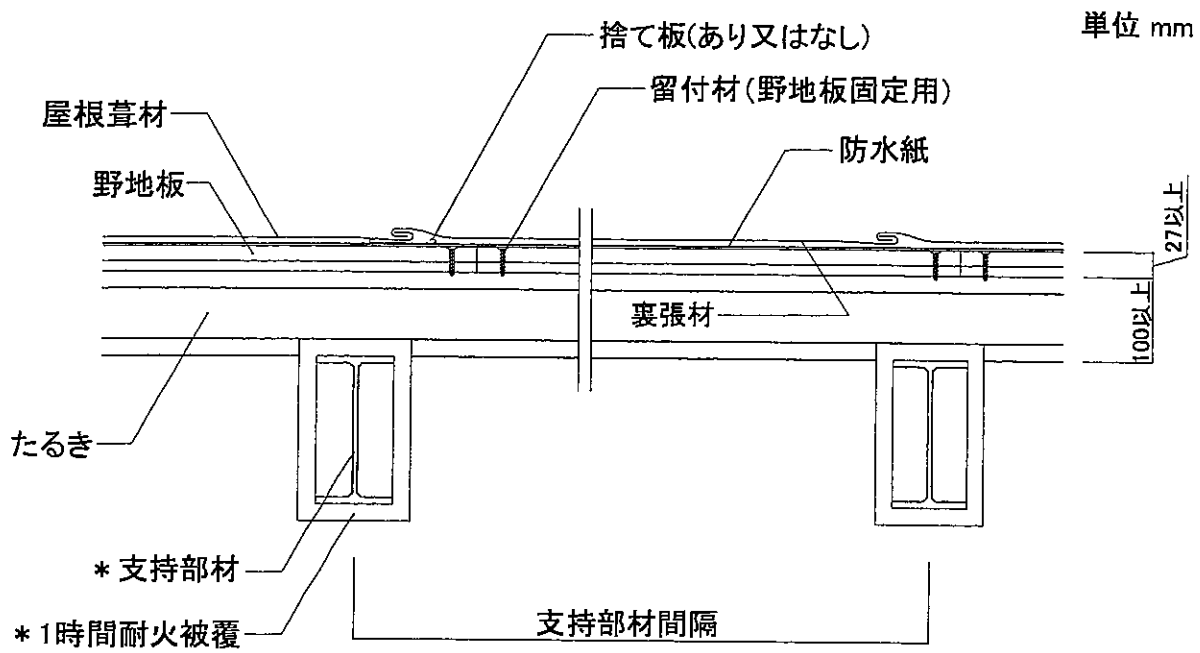 単位 mm
捨て板(あり又はなし)
留付材(野地板固定用)
屋根葺材
防水紙
野地板
27以上
裏張材
100以上
たるき
*支持部材
*1時間耐火被覆
支持部材間隔